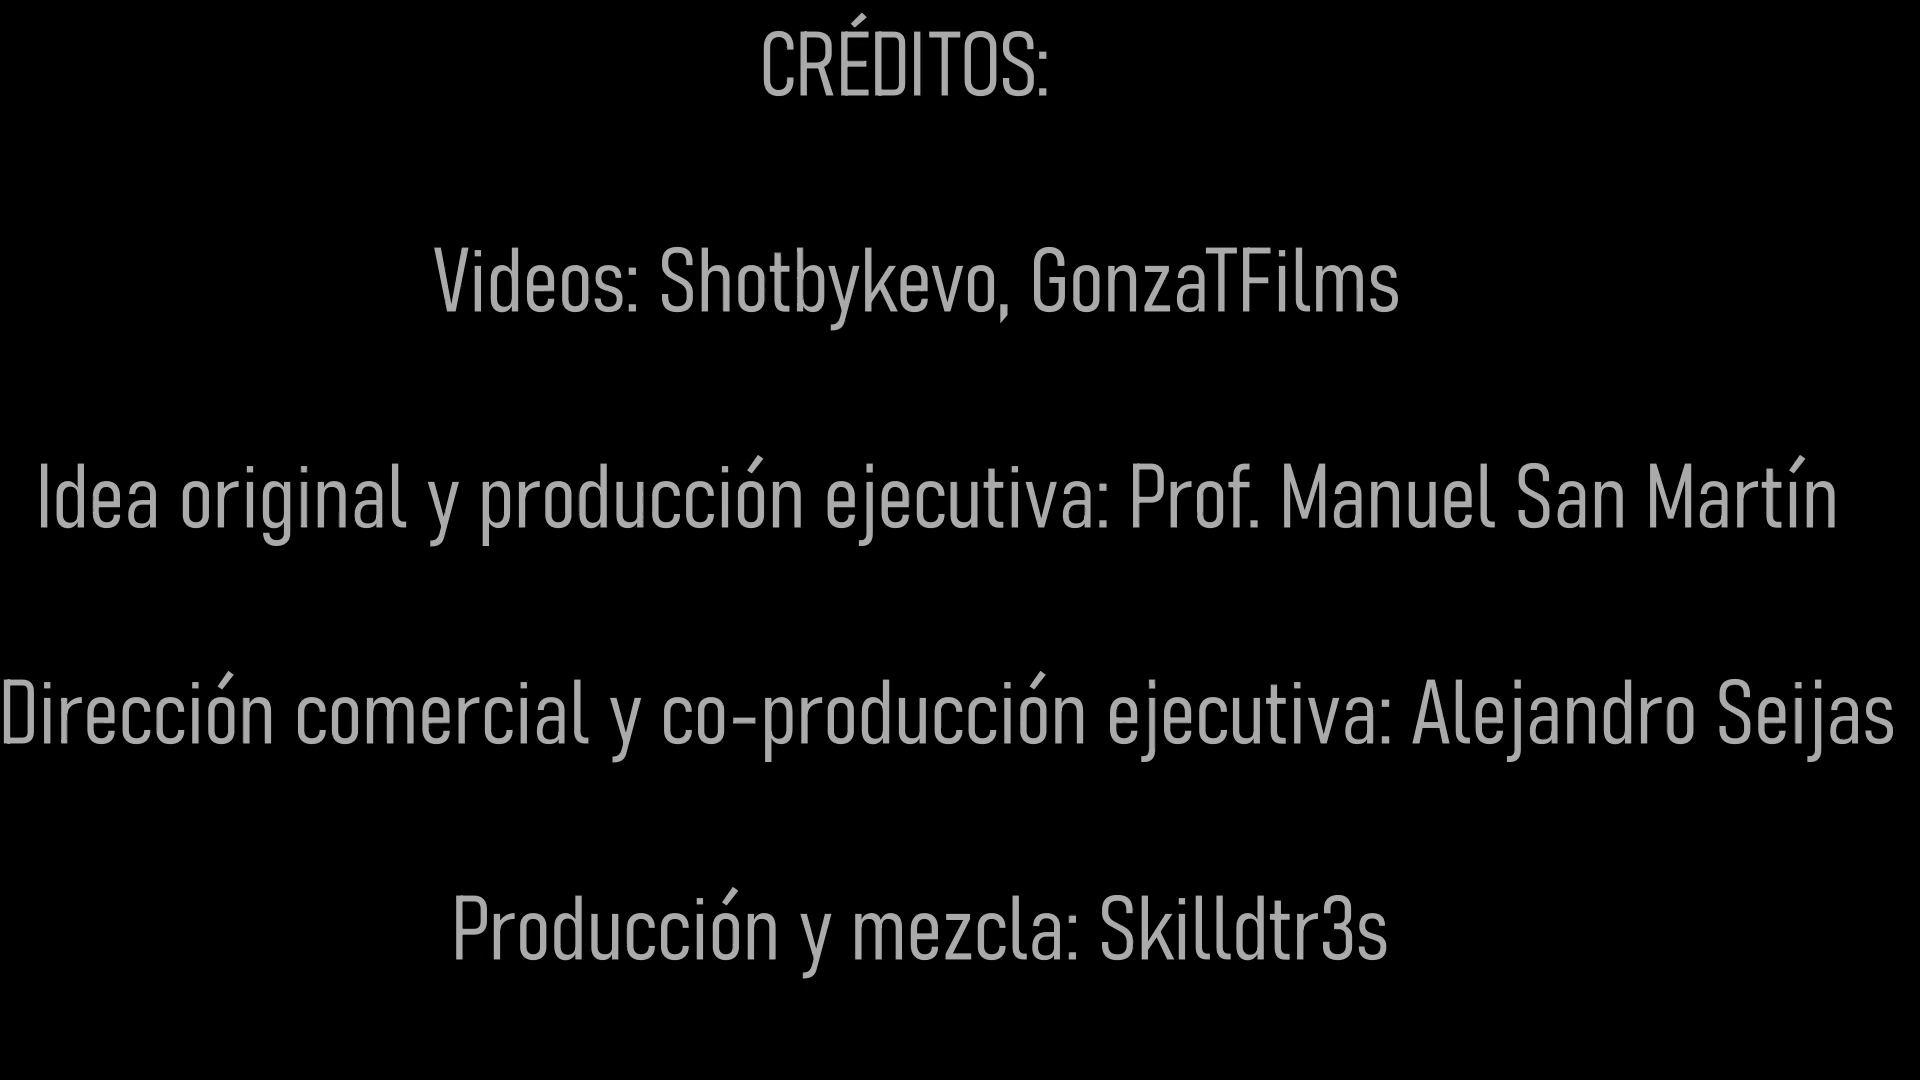 CRÉDITOS:
Videos: Shotbykevo, GonzaTFilms
Idea original y producción ejecutiva: Prof. Manuel San Martín
Dirección comercial y co-producción ejecutiva: Alejandro Seijas
Producción y mezcla: Skilldtr3s